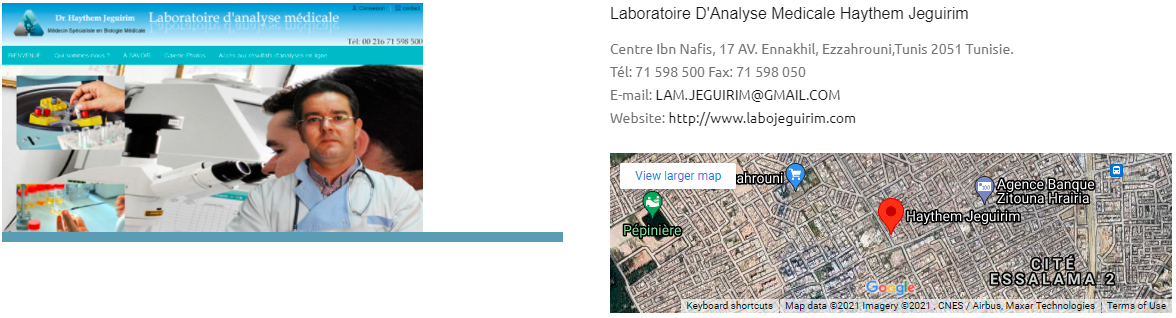 Connexion
contact
Dr. Haythem Jeguirim
Laboratoire d'analyse médicale
Médecin Spécialiste en Biologie Médicale
Tél: 00 216 71 598 500
BIENVENUE
Qui sommes nous ?
A SAVOIR
Galerie Photos
Accès aux résultats d'analyses en ligne
Laboratoire D'Analyse Medicale Haythem Jeguirim
Centre Ibn Nafis, 17 AV. Ennakhil, Ezzahrouni,Tunis 2051 Tunisie.
Tél: 71 598 500 Fax: 71 598 050
E-mail: LAM.JEGUIRIM@GMAIL.COM
Website: http://www.labojeguirim.com
View larger map
zahrouni
Agence Banque
Zitouna Hrairia
Haythem Jeguirim
Pépinière
CITÉ
ESSALAMA 2
Google
Keyboard shortcuts
Map data ©2021 Imagery ©2021 , CNES / Airbus, Maxar Technologies
Terms of Use